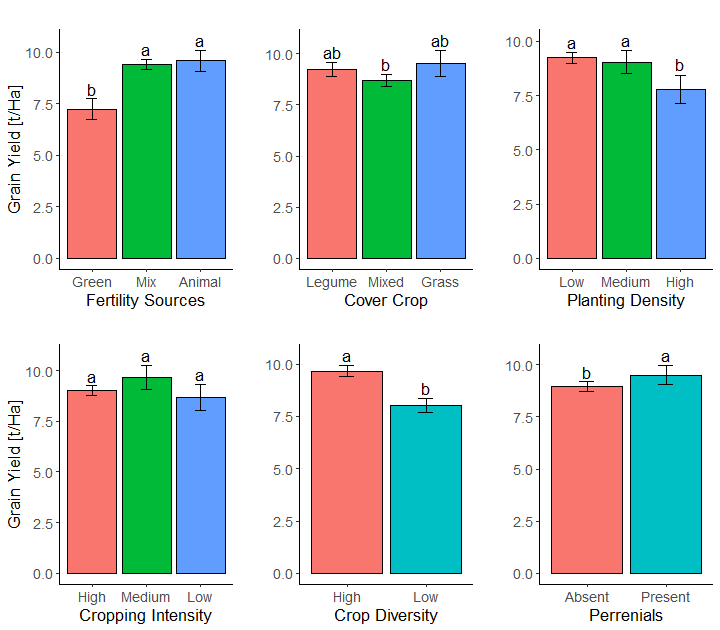 Grain Yield [t/Ha]
10.0
7.5
5.0
2.5
0.0
b
a
a
Green
Mix
Animal
Fertility Sources
10.0
7.5
5.0
2.5
0.0
ab
b
ab
Legume
Mixed
Grass
Cover Crop
10.0
7.5
5.0
2.5
0.0
a
a
b
Low
Medium
High
Planting Density
Grain Yield [t/Ha]
10.0
7.5
5.0
2.5
0.0
a
a
a
High
Medium
Low
Cropping Intensity
10.0
7.5
5.0
2.5
0.0
a
b
High
Low
Crop Diversity
10.0
7.5
5.0
2.5
0.0
b
a
Absent
Present
Perrenials